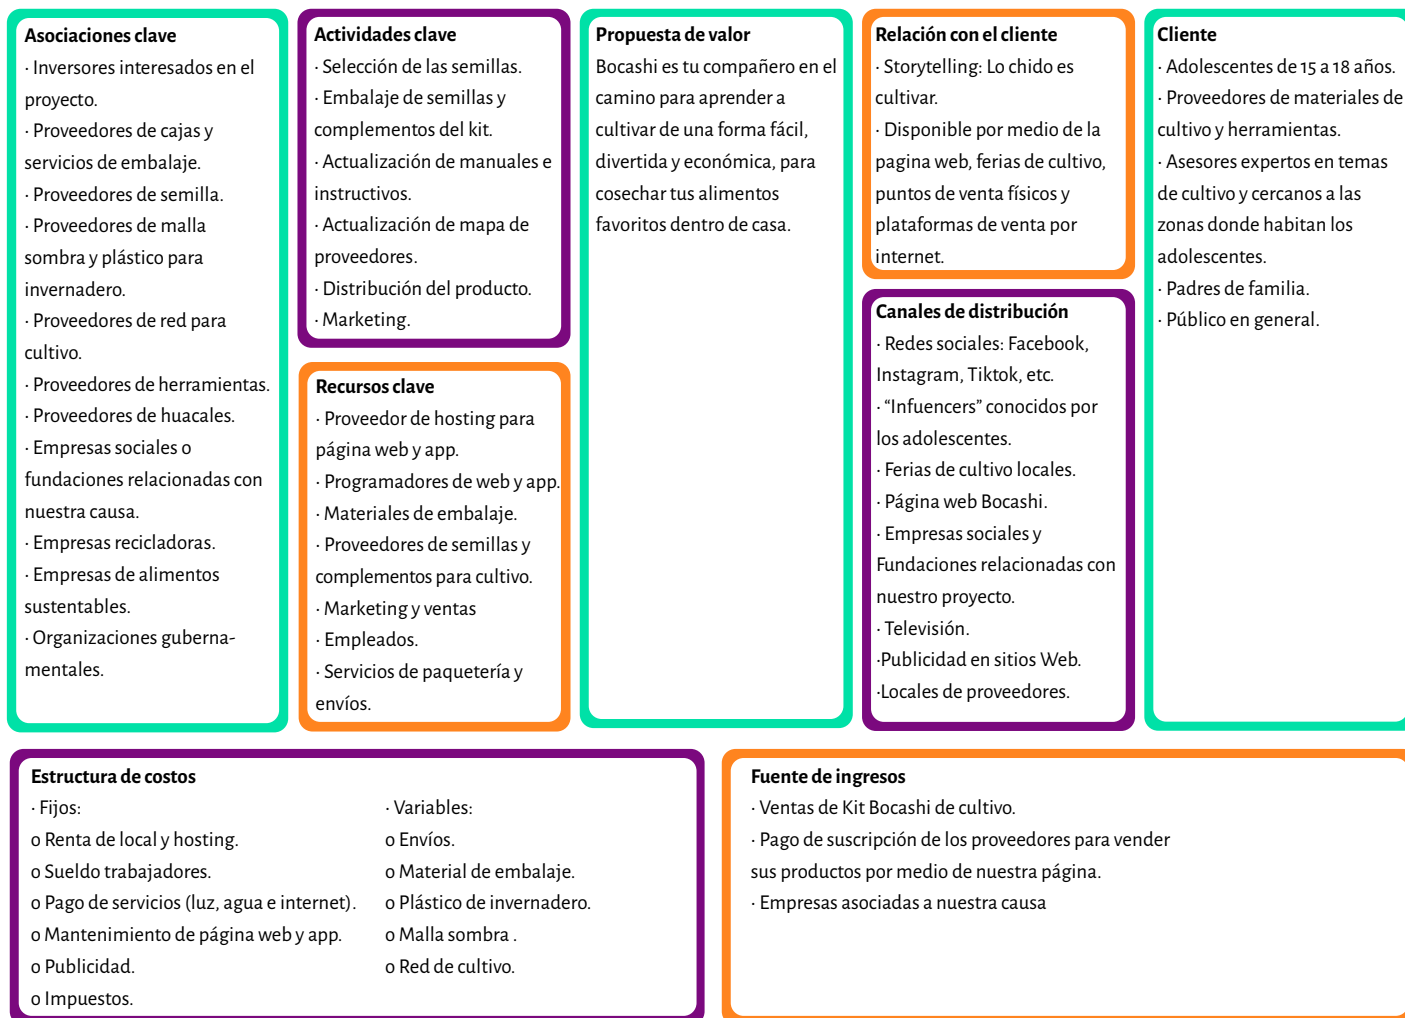 Asociaciones clave
· Inversores interesados en el
proyecto.
· Proveedores de cajas y
servicios de embalaje.
· Proveedores de semilla.
· Proveedores de malla
sombra y plástico para
invernadero.
· Proveedores de red para
cultivo.
· Proveedores de herramientas.
· Proveedores de huacales.
· Empresas sociales o
fundaciones relacionadas con
nuestra causa.
· Empresas recicladoras.
· Empresas de alimentos
sustentables.
· Organizaciones guberna-
mentales.
Actividades clave
· Selección de las semillas.
· Embalaje de semillas y
complementos del kit.
· Actualización de manuales e
instructivos.
· Actualización de mapa de
proveedores.
· Distribución del producto.
· Marketing.
Recursos clave
· Proveedor de hosting para
página web y app.
· Programadores de web y app.
· Materiales de embalaje.
· Proveedores de semillas y
complementos para cultivo.
· Marketing y ventas
· Empleados.
· Servicios de paquetería y
envíos.
Propuesta de valor
Bocashi es tu compañero en el
camino para aprender a
cultivar de una forma fácil,
divertida y económica, para
cosechar tus alimentos
favoritos dentro de casa.
Relación con el cliente
· Storytelling: Lo chido es
cultivar.
· Disponible por medio de la
pagina web, ferias de cultivo,
puntos de venta físicos y
plataformas de venta por
internet.
Canales de distribución
· Redes sociales: Facebook,
Instagram, Tiktok, etc.
· “Infuencers” conocidos por
los adolescentes.
· Ferias de cultivo locales.
· Página web Bocashi.
· Empresas sociales y
Fundaciones relacionadas con
nuestro proyecto.
· Televisión.
·Publicidad en sitios Web.
·Locales de proveedores.
Cliente
· Adolescentes de 15 a 18 años.
· Proveedores de materiales de
cultivo y herramientas.
· Asesores expertos en temas
de cultivo y cercanos a las
zonas donde habitan los
adolescentes.
· Padres de familia.
· Público en general.
Estructura de costos
· Fijos:
o Renta de local y hosting.
o Sueldo trabajadores.
o Pago de servicios (luz, agua e internet).
o Mantenimiento de página web y app.
o Publicidad.
o Impuestos.
· Variables:
o Envíos.
o Material de embalaje.
o Plástico de invernadero.
o Malla sombra .
o Red de cultivo.
Fuente de ingresos
· Ventas de Kit Bocashi de cultivo.
· Pago de suscripción de los proveedores para vender
sus productos por medio de nuestra página.
· Empresas asociadas a nuestra causa